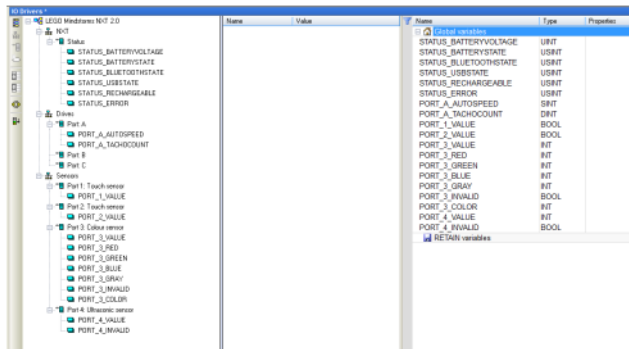 IO Drivers *
LEGO Mindstorms NXT 2.0
NXT
Status
STATUS_BATTERYVOLTAGE
STATUS_BATTERYSTATE
STATUS_BLUETOOTHSTATE
STATUS_USBSTATE
STATUS_RECHARGEABLE
STATUS_ERROR
Drives
Port A
PORT_A_AUTOSPEED
PORT_A_TACHOCOUNT
Port B
Port C
Sensors
Port 1: Touch sensor
PORT_1_VALUE
Port 2: Touch sensor
PORT_2_VALUE
Port 3: Colour sensor
PORT_3_VALUE
PORT_3_RED
PORT_3_GREEN
PORT_3_BLUE
PORT_3_GRAY
PORT_3_INVALID
PORT_3_COLOR
Port 4: Ultrasonic sensor
PORT_4_VALUE
PORT_4_INVALID
Name Value
Name Type Properties
Global variables
STATUS_BATTERYVOLTAGE UINT
STATUS_BATTERYSTATE USINT
STATUS_BLUETOOTHSTATE USINT
STATUS_USBSTATE USINT
STATUS_RECHARGEABLE USINT
STATUS_ERROR USINT
PORT_A_AUTOSPEED SINT
PORT_A_TACHOCOUNT DINT
PORT_1_VALUE BOOL
PORT_2_VALUE BOOL
PORT_3_VALUE INT
PORT_3_RED INT
PORT_3_GREEN INT
PORT_3_BLUE INT
PORT_3_GRAY INT
PORT_3_INVALID BOOL
PORT_3_COLOR INT
PORT_4_VALUE INT
PORT_4_INVALID BOOL
RETAIN variables